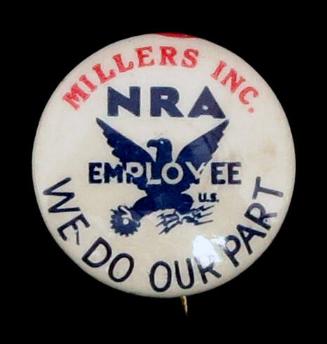 MILLERS INC.
NRA
EMPLOYEE
U.S.
WE DO OUR PART